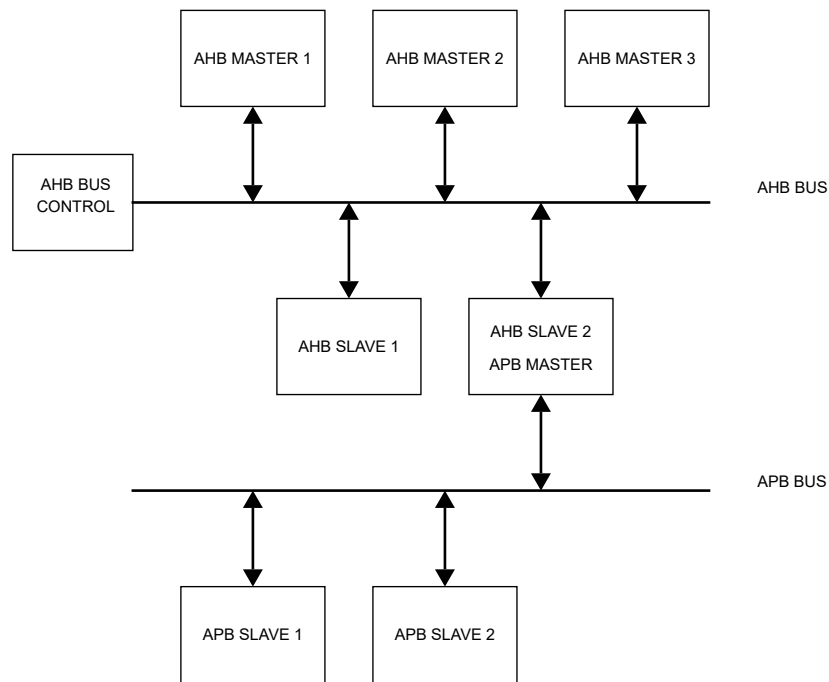 AHB MASTER 1
AHB MASTER 2
AHB MASTER 3
AHB BUS
CONTROL
AHB BUS
AHB SLAVE 1
AHB SLAVE 2
APB MASTER
APB BUS
APB SLAVE 1
APB SLAVE 2